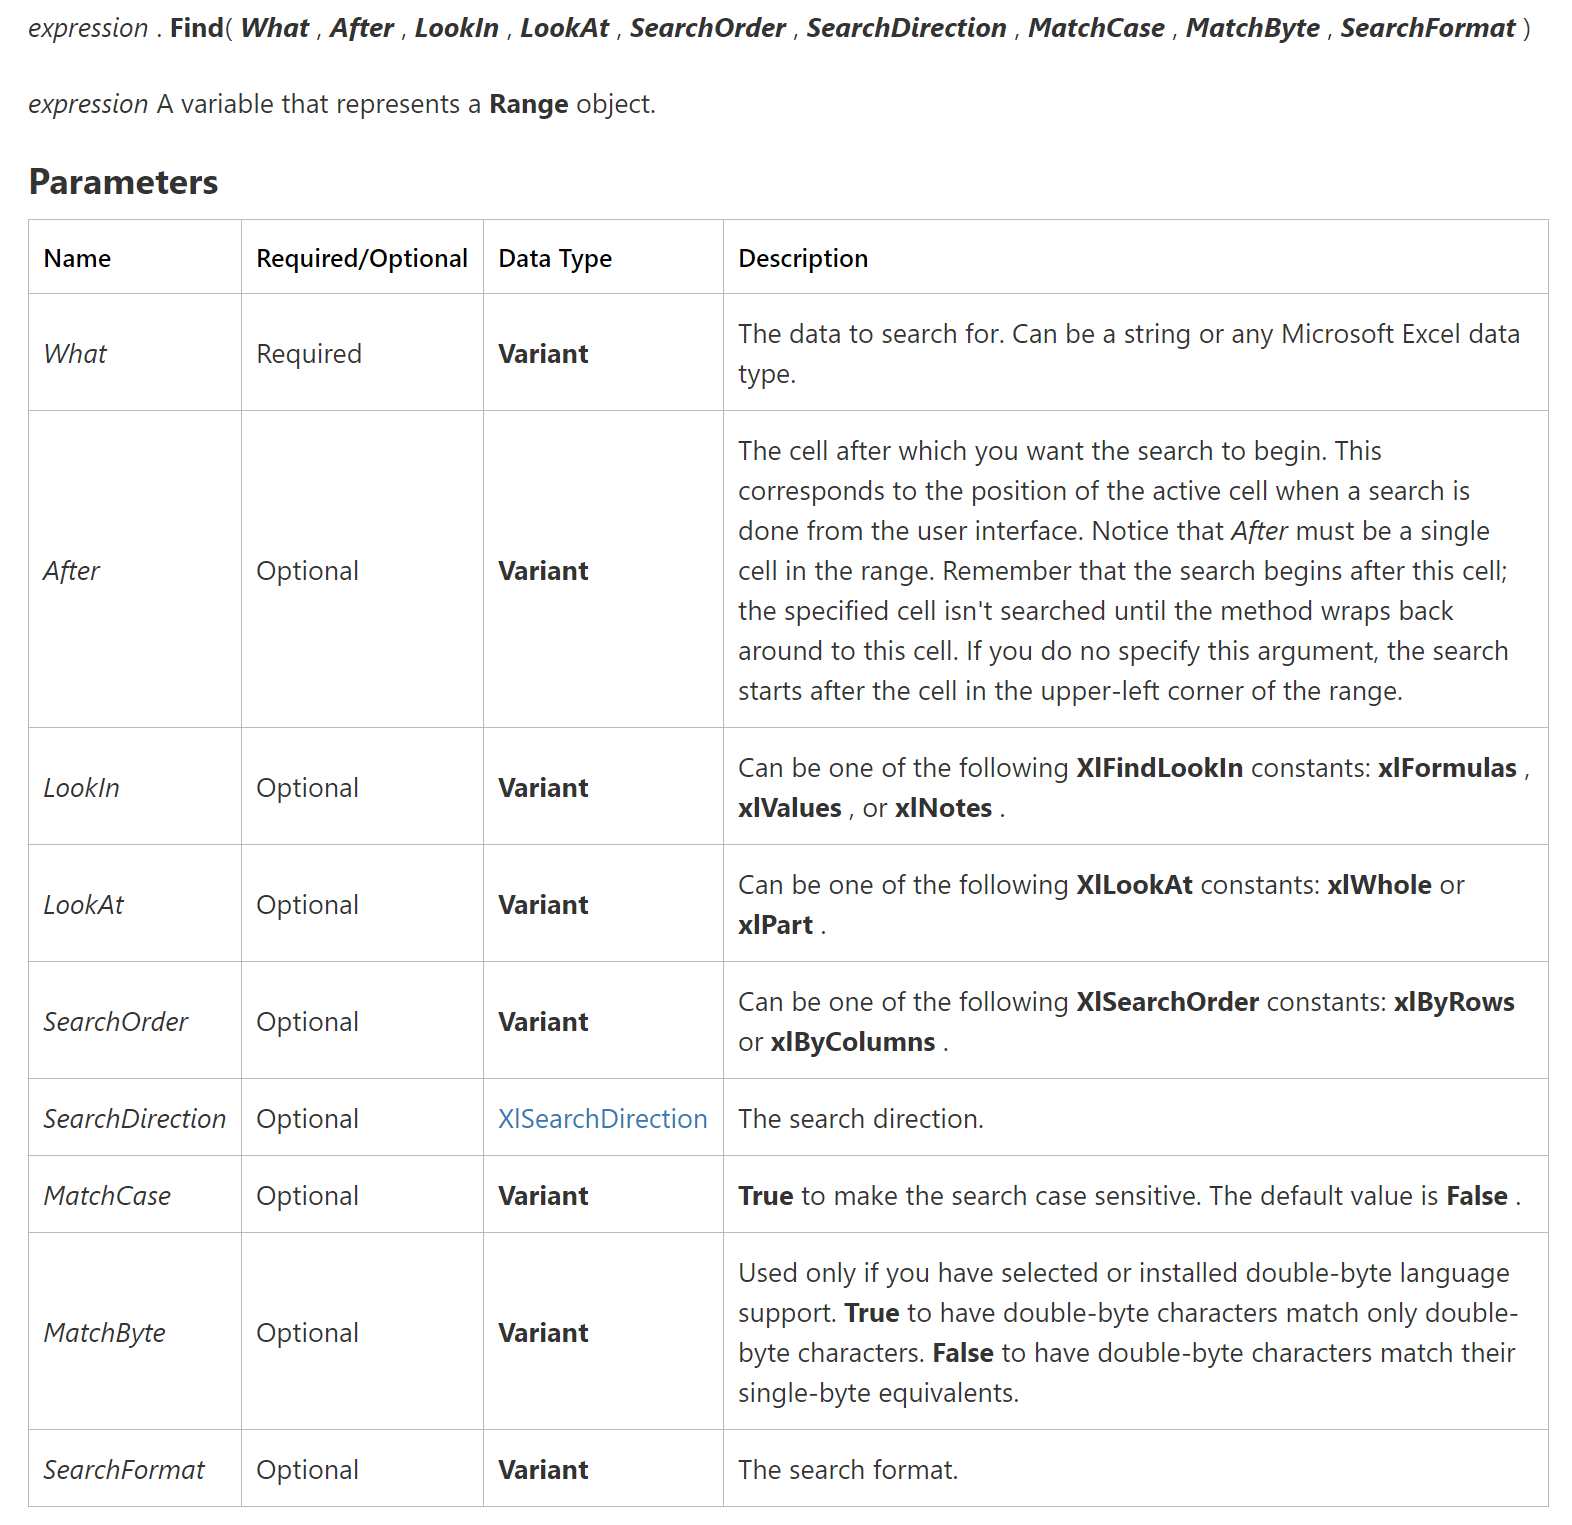 expression . Find( What , After , LookIn , LookAt , SearchOrder , SearchDirection , MatchCase , MatchByte , SearchFormat )
expression A variable that represents a Range object.
Parameters
Name Required/Optional Data Type Description
What Required Variant The data to search for. Can be a string or any Microsoft Excel data
type.
After Optional Variant The cell after which you want the search to begin. This
corresponds to the position of the active cell when a search is
done from the user interface. Notice that After must be a single
cell in the range. Remember that the search begins after this cell;
the specified cell isn't searched until the method wraps back
around to this cell. If you do no specify this argument, the search
starts after the cell in the upper-left corner of the range.
LookIn Optional Variant Can be one of the following XlFindLookIn constants: xlFormulas ,
xlValues , or xlNotes .
LookAt Optional Variant Can be one of the following XlLookAt constants: xlWhole or
xlPart .
SearchOrder Optional Variant Can be one of the following XlSearchOrder constants: xlByRows
or xlByColumns .
SearchDirection Optional XlSearchDirection The search direction.
MatchCase Optional Variant True to make the search case sensitive. The default value is False .
MatchByte Optional Variant Used only if you have selected or installed double-byte language
support. True to have double-byte characters match only double-
byte characters. False to have double-byte characters match their
single-byte equivalents.
SearchFormat Optional Variant The search format.